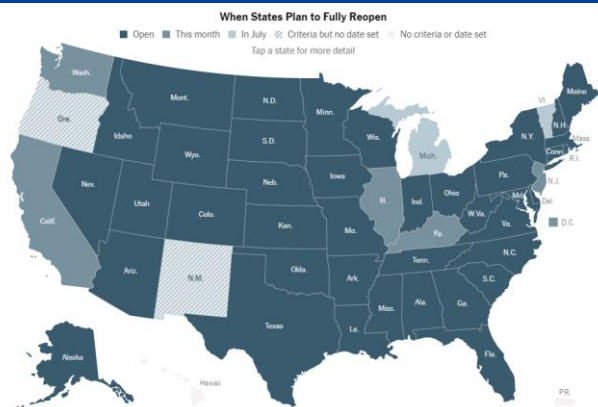 When States Plan to Fully Reopen
Open This month In July Criteria but no date set No criteria or date set
Tap a state for more detail
Wash.
Ore.
Calif.
Idaho
Nev.
Mont.
Wyo.
Utah
Ariz.
Colo.
N.M.
N.D.
S.D.
Neb.
Kan.
Okla.
Texas
Minn.
Iowa
Mo.
Ark.
La.
Wis.
Ill.
Mich.
Ind.
Ohio
Ky.
Tenn.
Miss.
Ala.
Ga.
Fla.
S.C.
N.C.
Va.
W.Va.
Pa.
N.Y.
Vt.
N.H.
Maine
Mass.
R.I.
Conn.
N.J.
Del.
Md.
D.C.
Alaska
Hawaii
P.R.